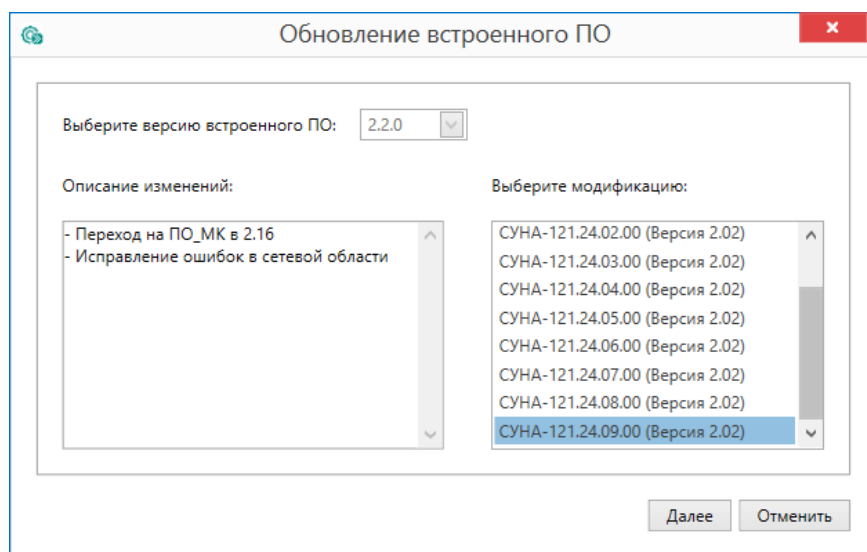 Обновление встроенного ПО
Выберите версию встроенного ПО:
2.2.0
Описание изменений:
- Переход на ПО_МК в 2.16
- Исправление ошибок в сетевой области
Выберите модификацию:
СУНА-121.24.02.00 (Версия 2.02)
СУНА-121.24.03.00 (Версия 2.02)
СУНА-121.24.04.00 (Версия 2.02)
СУНА-121.24.05.00 (Версия 2.02)
СУНА-121.24.06.00 (Версия 2.02)
СУНА-121.24.07.00 (Версия 2.02)
СУНА-121.24.08.00 (Версия 2.02)
СУНА-121.24.09.00 (Версия 2.02)
Далее
Отменить